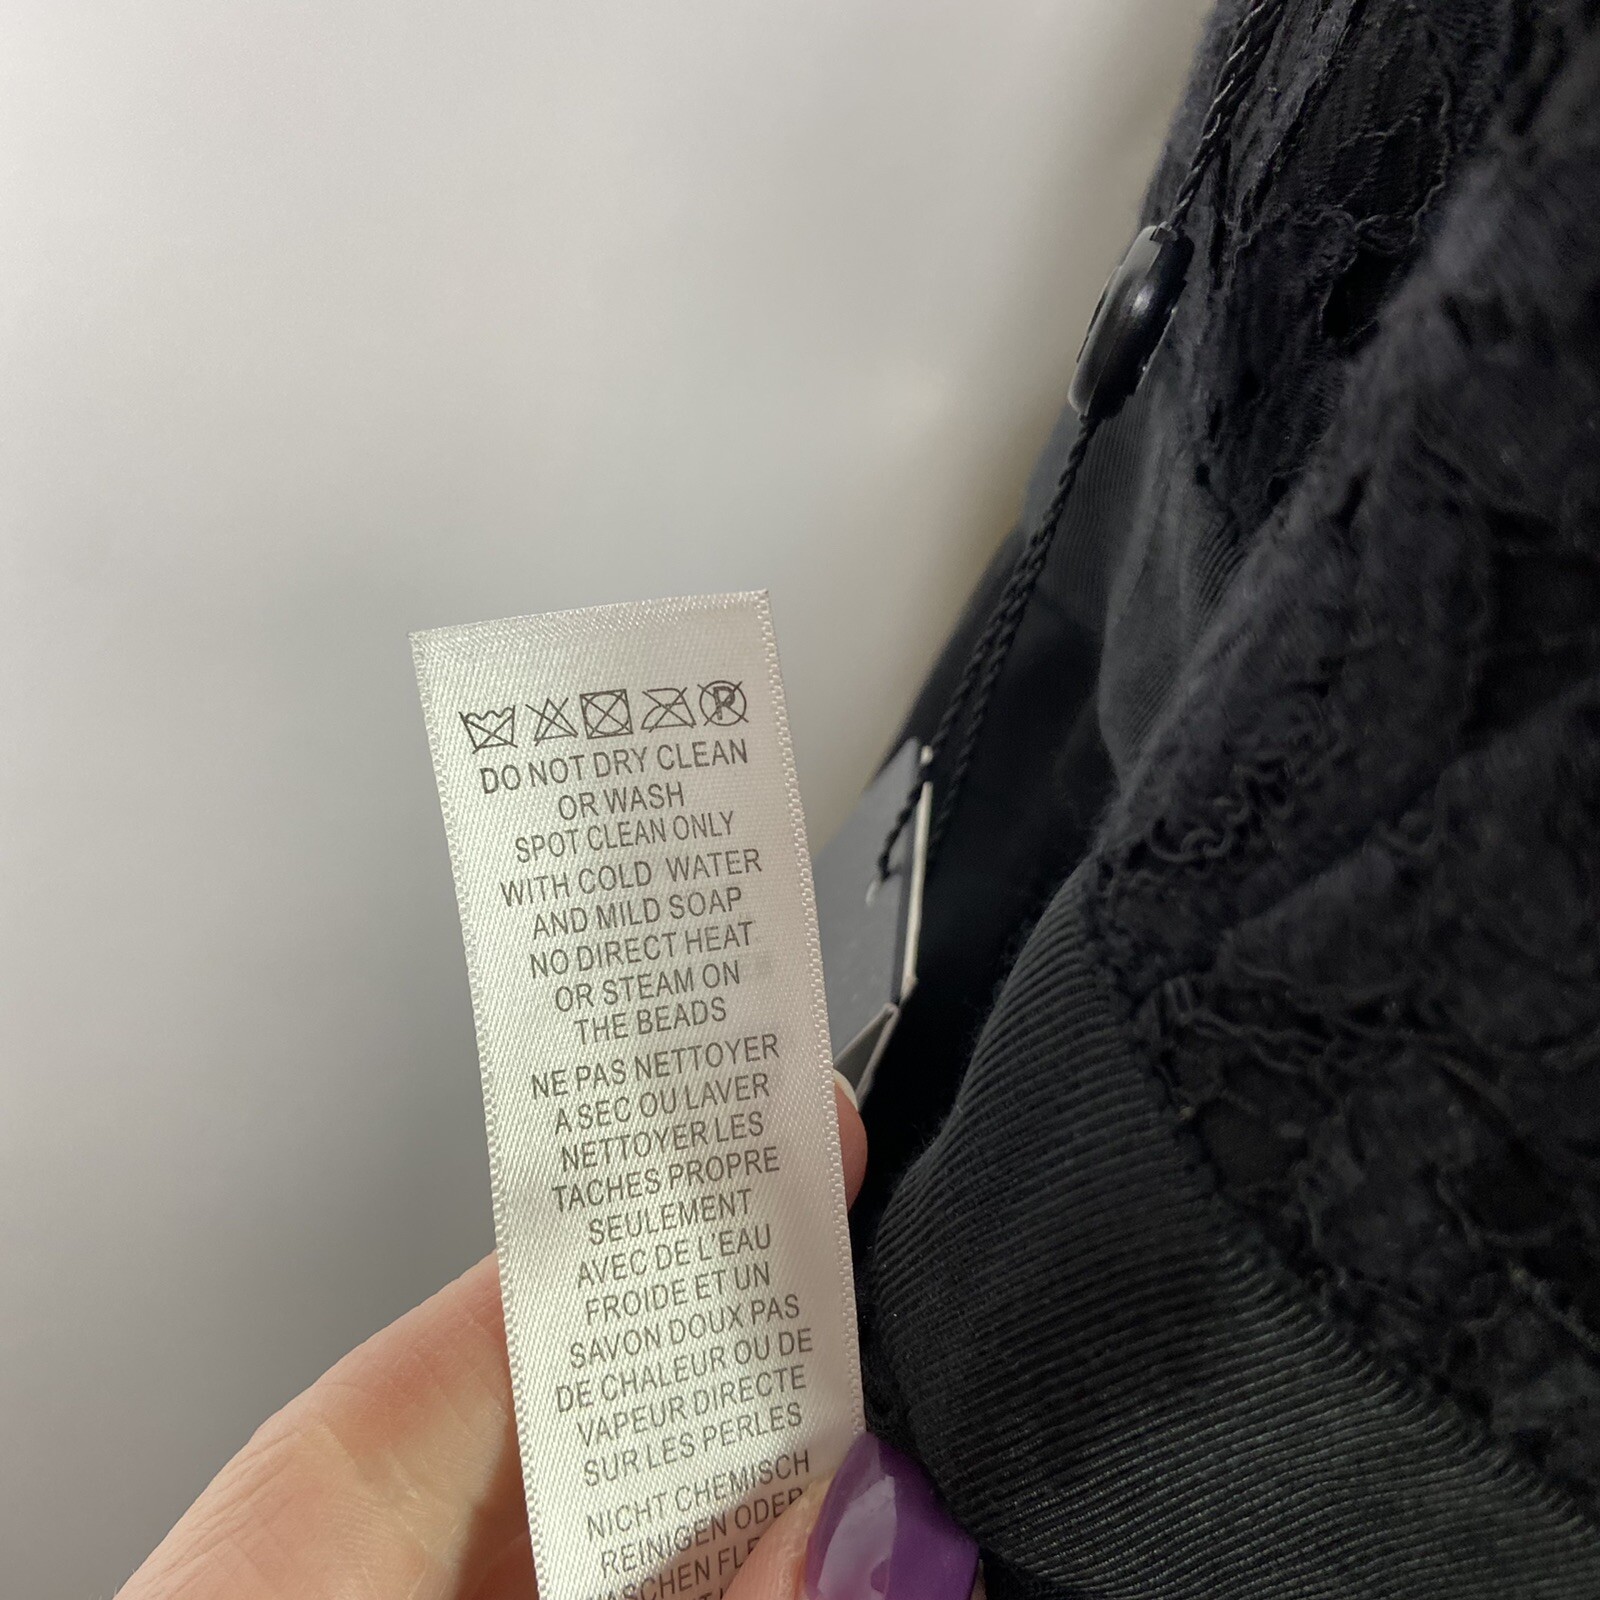 P
DO NOT DRY CLEAN
OR WASH
SPOT CLEAN ONLY
WITH COLD WATER
AND MILD SOAP
NO DIRECT HEAT
OR STEAM ON
THE BEADS
NE PAS NETTOYER
A SEC OU LAVER
NETTOYER LES
TACHES PROPRE
SEULEMENT
AVEC DE L'EAU
FROIDE ET UN
SAVON DOUX PAS
DE CHALEUR OU DE
VAPEUR DIRECTE
SUR LES PERLES
NICHT CHEMISCH
REINIGEN ODER